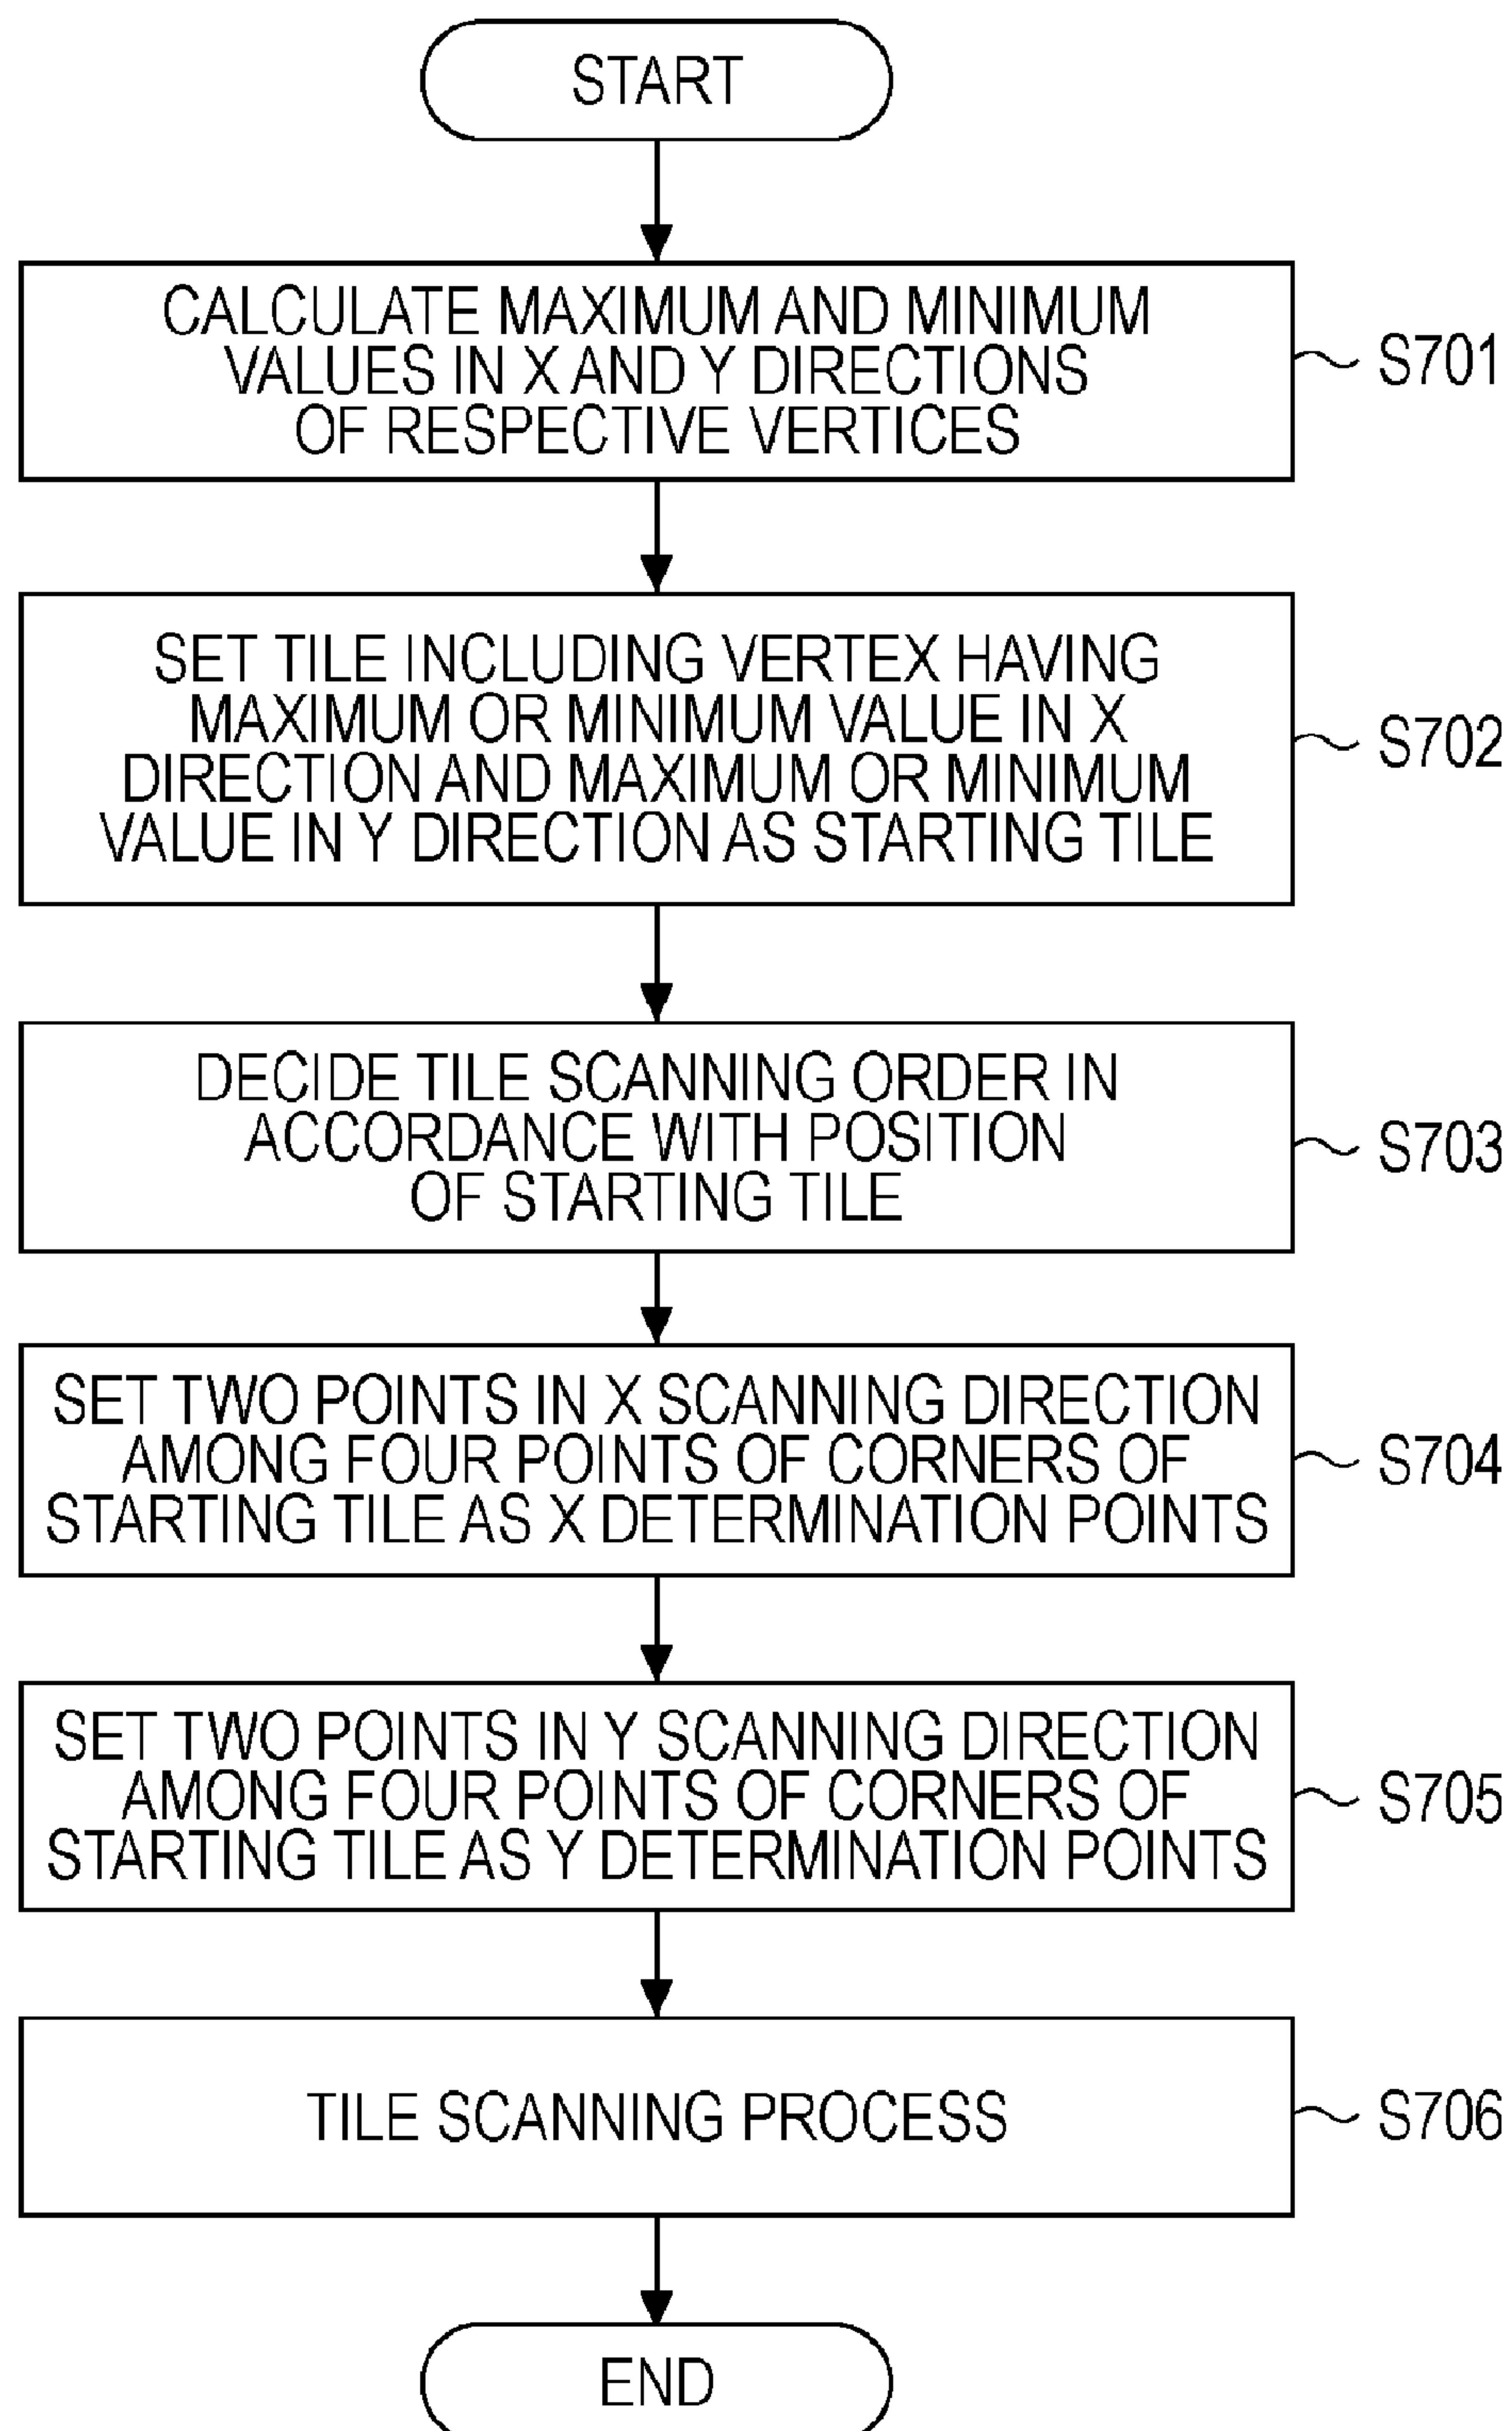 START
CALCULATE MAXIMUM AND MINIMUM
VALUES IN X AND Y DIRECTIONS
OF RESPECTIVE VERTICES
S701
SET TILE INCLUDING VERTEX HAVING
MAXIMUM OR MINIMUM VALUE IN X
DIRECTION AND MAXIMUM OR MINIMUM
VALUE IN Y DIRECTION AS STARTING TILE
S702
DECIDE TILE SCANNING ORDER IN
ACCORDANCE WITH POSITION
OF STARTING TILE
S703
SET TWO POINTS IN X SCANNING DIRECTION
AMONG FOUR POINTS OF CORNERS OF
STARTING TILE AS X DETERMINATION POINTS
S704
SET TWO POINTS IN Y SCANNING DIRECTION
AMONG FOUR POINTS OF CORNERS OF
STARTING TILE AS Y DETERMINATION POINTS
S705
TILE SCANNING PROCESS
S706
END